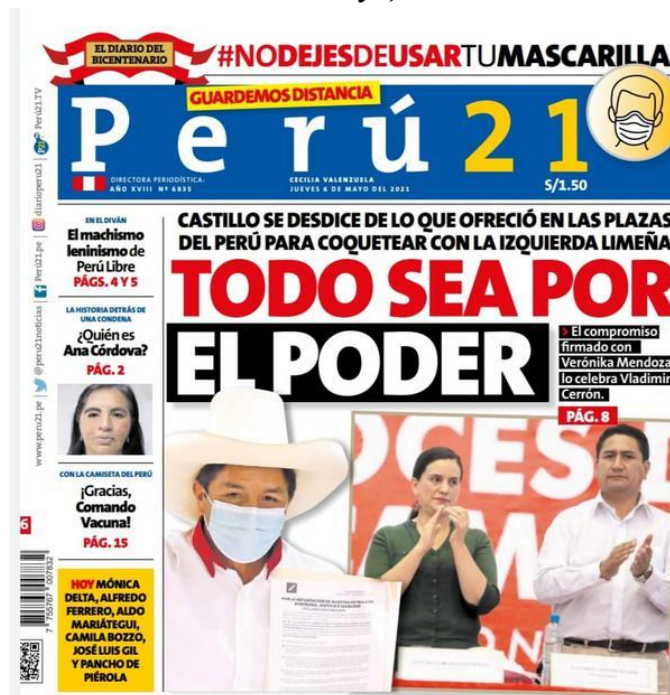 EL DIARIO DEL
BICENTENARIO
#NODEJESDEUSARTUMASCARILLA
GUARDEMOS DISTANCIA
Perú 21
DIRECTORA PERIODÍSTICA:
CECILIA VALENZUELA
AÑO XVIII Nº 6835
JUEVES 6 DE MAYO DEL 2021
S/1.50
www.peru21.pe | @peru21noticias | Perú21.pe | diarioperu21 | Perú21.TV
EN EL DIVÁN
El machismo
leninismo de
Perú Libre
PÁGS. 4 Y 5
LA HISTORIA DETRÁS DE
UNA CONDENA
¿Quién es
Ana Córdova?
PÁG. 2
CON LA CAMISETA DEL PERÚ
¡Gracias,
Comando
Vacuna!
PÁG. 15
HOY MÓNICA
DELTA, ALFREDO
FERRERO, ALDO
MARIÁTEGUI,
CAMILA BOZZO,
JOSÉ LUIS GIL
Y PANCHO DE
PIÉROLA
6
7 755767 007832
CASTILLO SE DESDICE DE LO QUE OFRECIÓ EN LAS PLAZAS
DEL PERÚ PARA COQUETEAR CON LA IZQUIERDA LIMEÑA
TODO SEA POR
EL PODER
El compromiso
firmado con
Verónika Mendoza
lo celebra Vladimir
Cerrón.
PÁG. 8